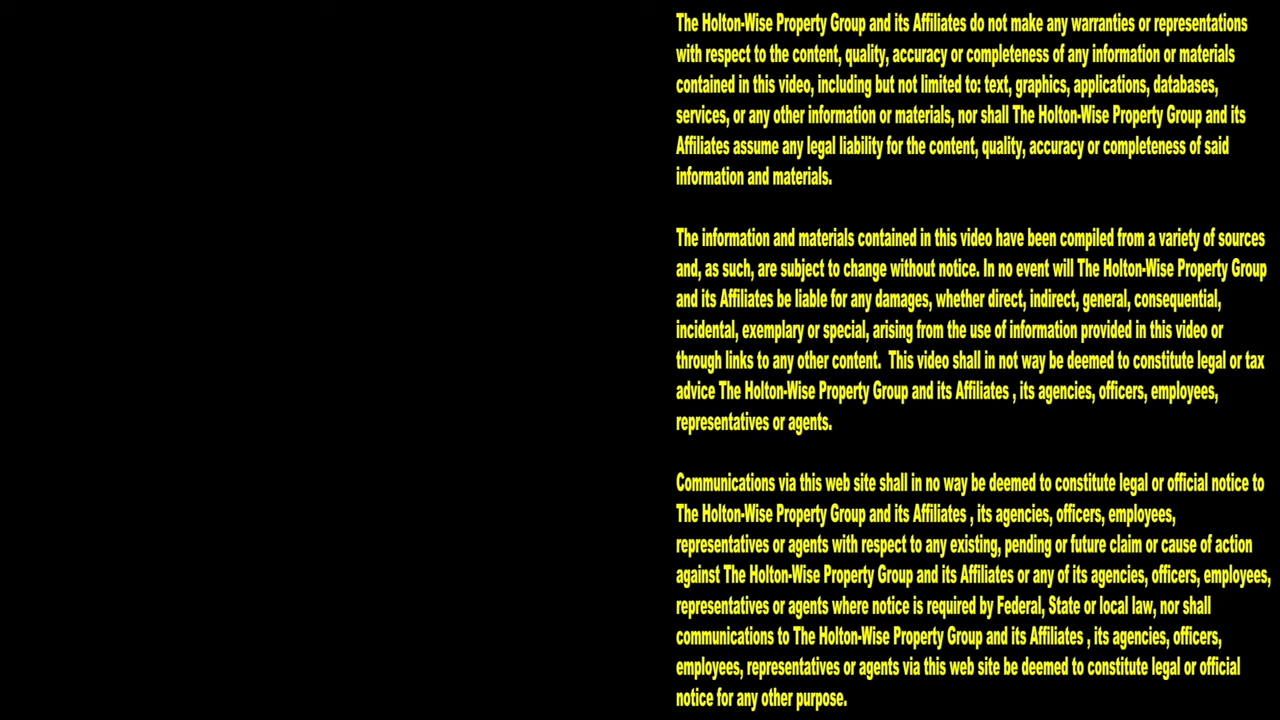 The Holton-Wise Property Group and its Affiliates do not make any warranties or representations
with respect to the content, quality, accuracy or completeness of any information or materials
contained in this video, including but not limited to: text, graphics, applications, databases,
services, or any other information or materials, nor shall The Holton-Wise Property Group and its
Affiliates assume any legal liability for the content, quality, accuracy or completeness of said
information and materials.
The information and materials contained in this video have been compiled from a variety of sources
and, as such, are subject to change without notice. In no event will The Holton-Wise Property Group
and its Affiliates be liable for any damages, whether direct, indirect, general, consequential,
incidental, exemplary or special, arising from the use of information provided in this video or
through links to any other content.  This video shall in not way be deemed to constitute legal or tax
advice The Holton-Wise Property Group and its Affiliates , its agencies, officers, employees,
representatives or agents.
Communications via this web site shall in no way be deemed to constitute legal or official notice to
The Holton-Wise Property Group and its Affiliates , its agencies, officers, employees,
representatives or agents with respect to any existing, pending or future claim or cause of action
against The Holton-Wise Property Group and its Affiliates or any of its agencies, officers, employees,
representatives or agents where notice is required by Federal, State or local law, nor shall
communications to The Holton-Wise Property Group and its Affiliates , its agencies, officers,
employees, representatives or agents via this web site be deemed to constitute legal or official
notice for any other purpose.